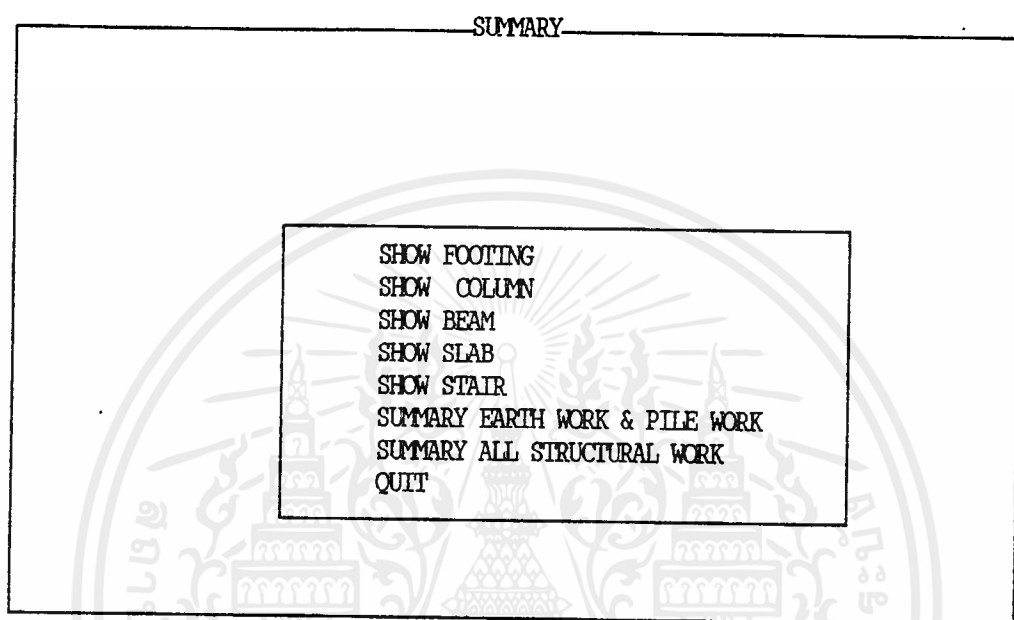 SUMMARY
SHOW FOOTING
SHOW COLUMN
SHOW BEAM
SHOW SLAB
SHOW STAIR
SUMMARY EARTH WORK & PILE WORK
SUMMARY ALL STRUCTURAL WORK
QUIT